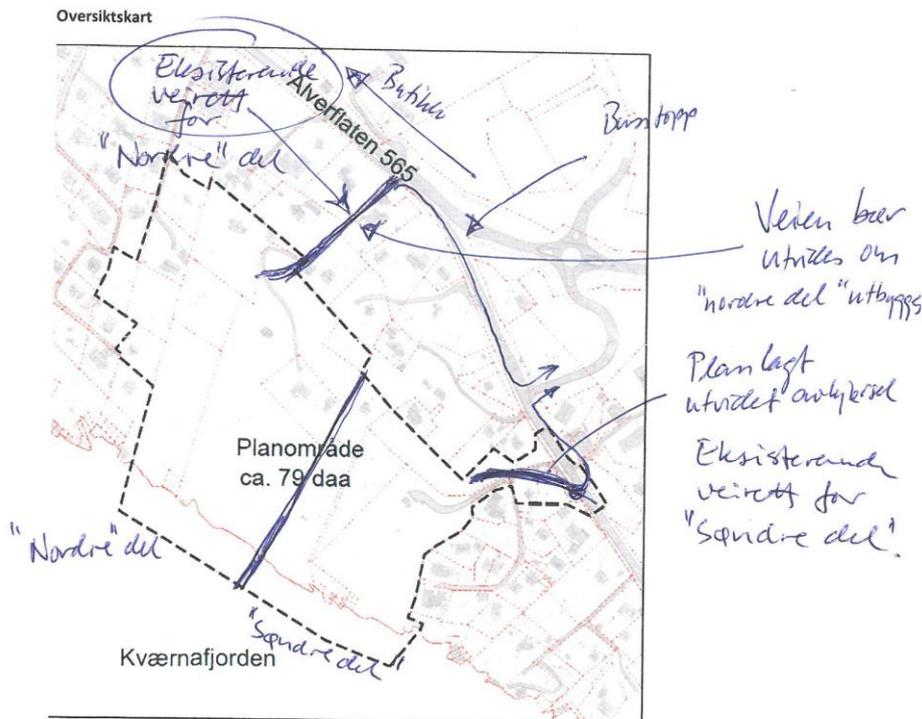 Oversiktskart
Eksisterende
veirett
for
"Nordre" del
Butikk
Alverflaten 565
Busstopp
Veien bør
utvides om
"nordre del" utbyggs
Planlagt
utvidet avkjørsel
Eksisterende
veirett for
"Søndre del".
Planområde
ca. 79 daa
"Nordre" del
"Søndre del"
Kværnafjorden